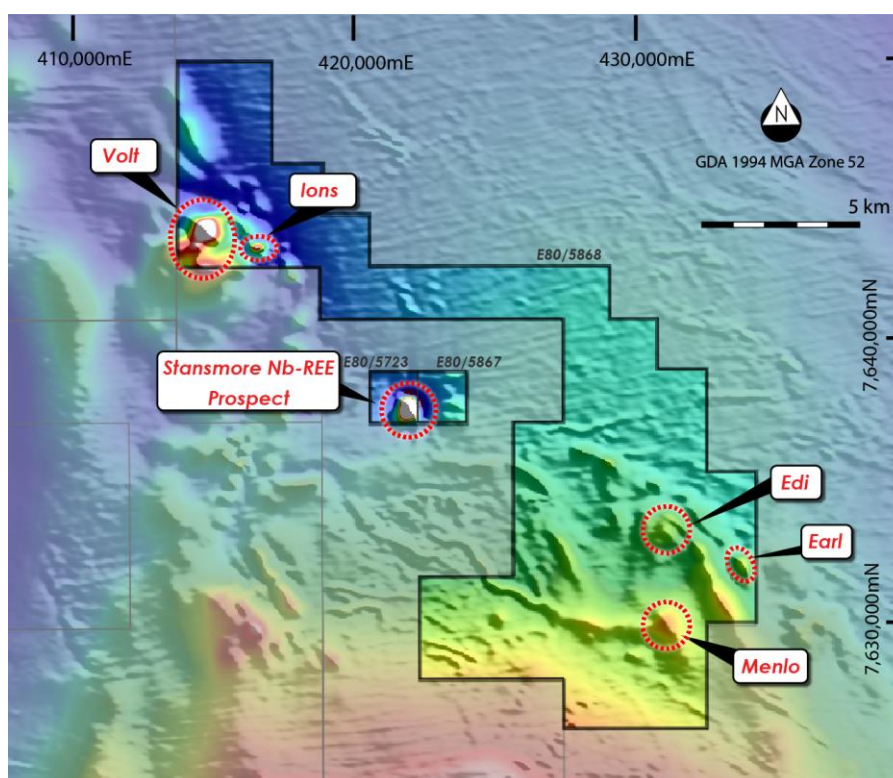 410,000mE
420,000mE
430,000mE
N
GDA 1994 MGA Zone 52
5 km
Volt
Ions
E80/5868
7,640,000mN
E80/5723
E80/5867
Stansmore Nb-REE
Prospect
Edi
Earl
7,630,000mN
Menlo